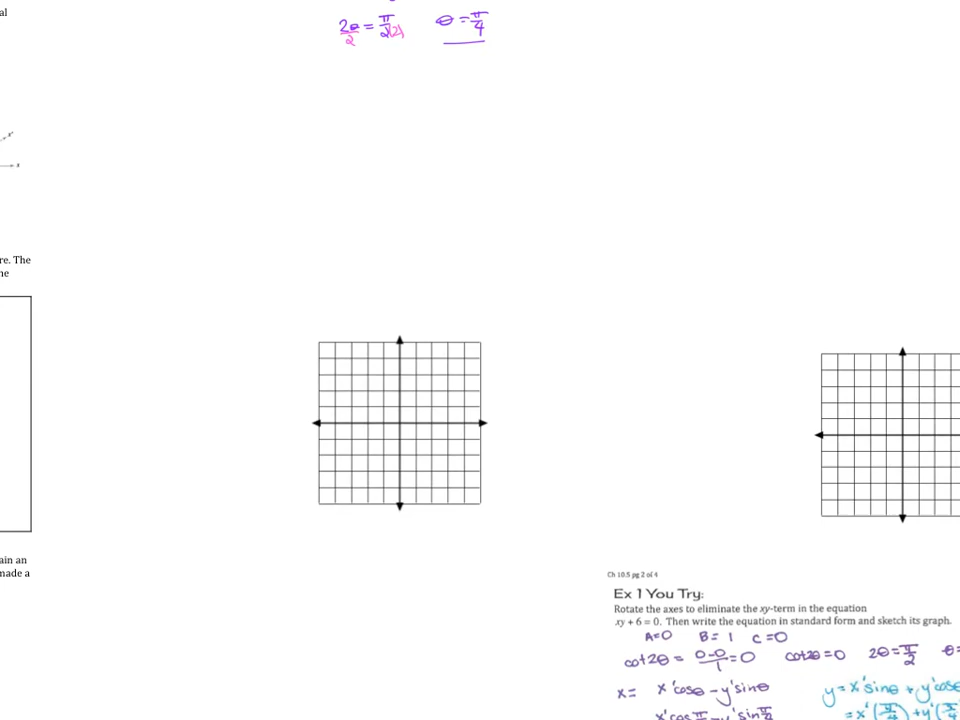 al
2θ/2 = π/2(2) θ = π/4
x'
x
re. The
ne
ain an
made a
Ch 10.5 pg 2 of 4
Ex 1 You Try:
Rotate the axes to eliminate the xy-term in the equation
xy + 6 = 0. Then write the equation in standard form and sketch its graph.
A=0 B= 1 C=0
cot2θ = 0-0/1 = 0 cot2θ=0 2θ=π/2 θ=
x= x'cosθ - y'sinθ
y=x'sinθ + y'cosθ